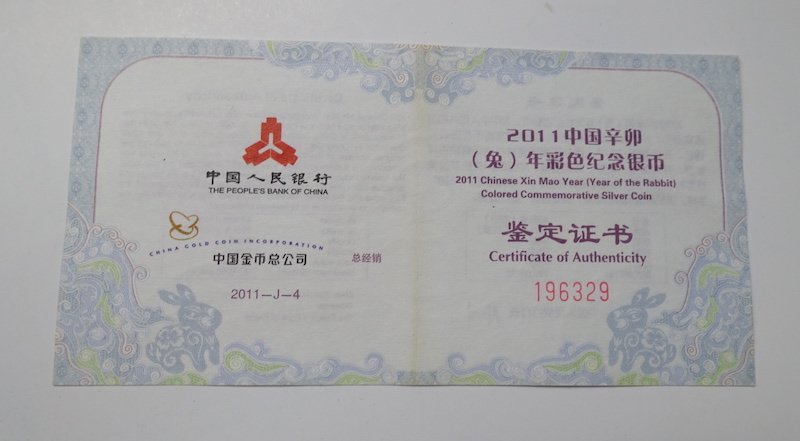 中国人民银行
THE PEOPLE'S BANK OF CHINA
CHINA GOLD COIN INCORPORATION
中国金币总公司 总经销
2011—J—4
2011中国辛卯
（兔）年彩色纪念银币
2011 Chinese Xin Mao Year (Year of the Rabbit)
Colored Commemorative Silver Coin
鉴定证书
Certificate of Authenticity
196329